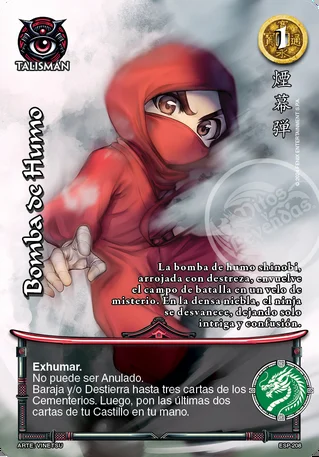 TALISMAN
1
煙幕弾
Bomba de Humo
La bomba de humo shinobi,
arrojada con destreza, envuelve
el campo de batalla en un velo de
misterio. En la densa niebla, el ninja
se desvanece, dejando solo
intriga y confusión.
Exhumar.
No puede ser Anulado.
Baraja y/o Destierra hasta tres cartas de los
Cementerios. Luego, pon las últimas dos
cartas de tu Castillo en tu mano.
ARTE: VINETSU
ESP-208